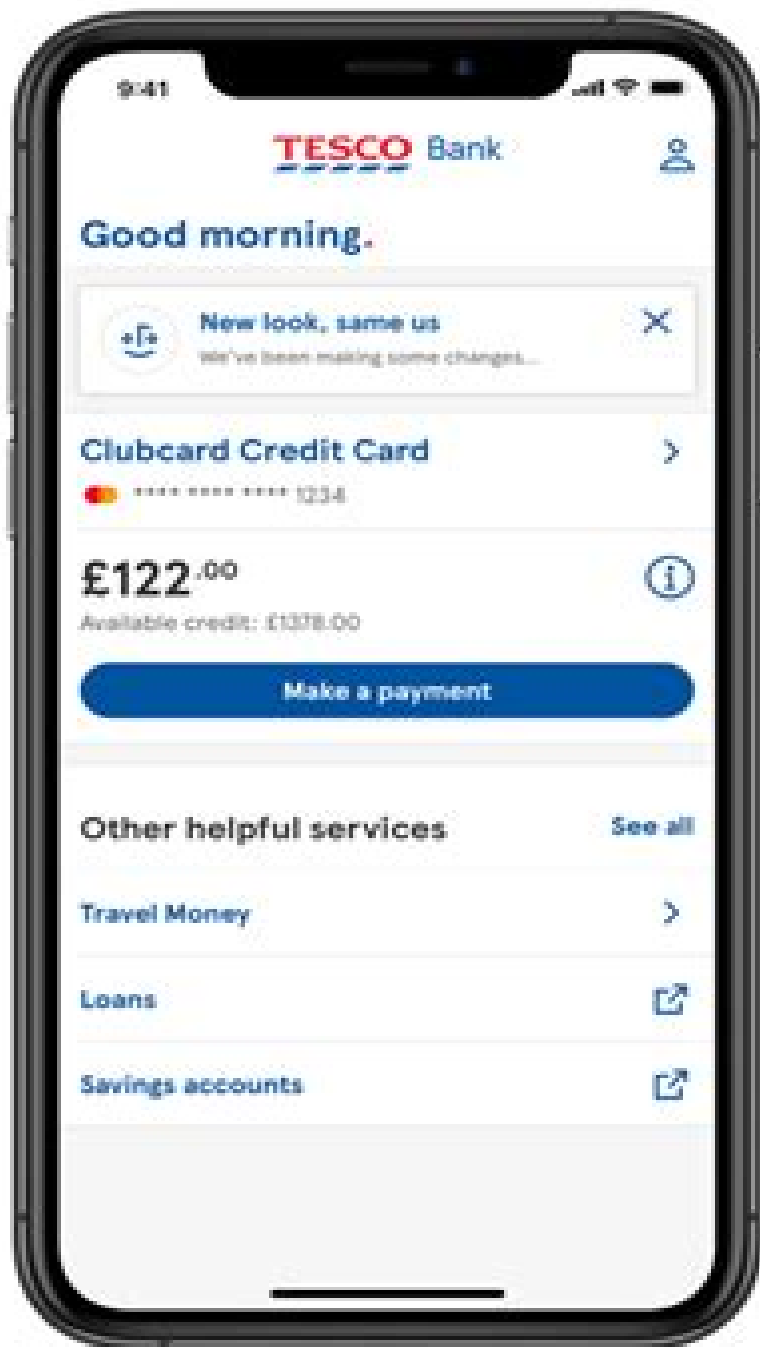 9:41
TESCO Bank
Good morning.
New look, same us
We've been making some changes...
Clubcard Credit Card
**** **** **** 1234
£122.00
Available credit: £1378.00
Make a payment
Other helpful services
See all
Travel Money
Loans
Savings accounts